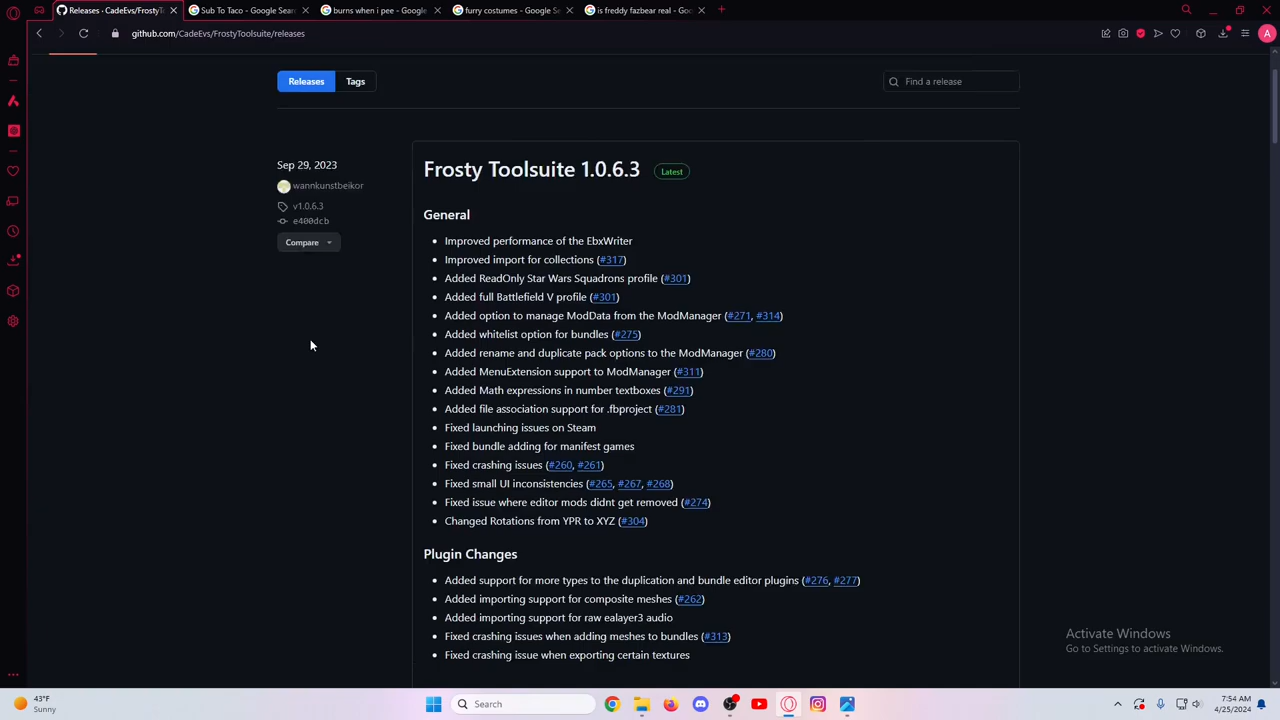 Releases · CadeEvs/FrostyTo
Sub To Taco - Google Sear
burns when i pee - Google
furry costumes - Google Se
is freddy fazbear real - Goo
github.com/CadeEvs/FrostyToolsuite/releases
A
Releases
Tags
Find a release
Sep 29, 2023
wannkunstbeikor
v1.0.6.3
e400dcb
Compare
Frosty Toolsuite 1.0.6.3 Latest
General
Improved performance of the EbxWriter
Improved import for collections (#317)
Added ReadOnly Star Wars Squadrons profile (#301)
Added full Battlefield V profile (#301)
Added option to manage ModData from the ModManager (#271, #314)
Added whitelist option for bundles (#275)
Added rename and duplicate pack options to the ModManager (#280)
Added MenuExtension support to ModManager (#311)
Added Math expressions in number textboxes (#291)
Added file association support for .fbproject (#281)
Fixed launching issues on Steam
Fixed bundle adding for manifest games
Fixed crashing issues (#260, #261)
Fixed small UI inconsistencies (#265, #267, #268)
Fixed issue where editor mods didnt get removed (#274)
Changed Rotations from YPR to XYZ (#304)
Plugin Changes
Added support for more types to the duplication and bundle editor plugins (#276, #277)
Added importing support for composite meshes (#262)
Added importing support for raw ealayer3 audio
Fixed crashing issues when adding meshes to bundles (#313)
Fixed crashing issue when exporting certain textures
Activate Windows
Go to Settings to activate Windows.
43°F
Sunny
Search
7:54 AM
4/25/2024